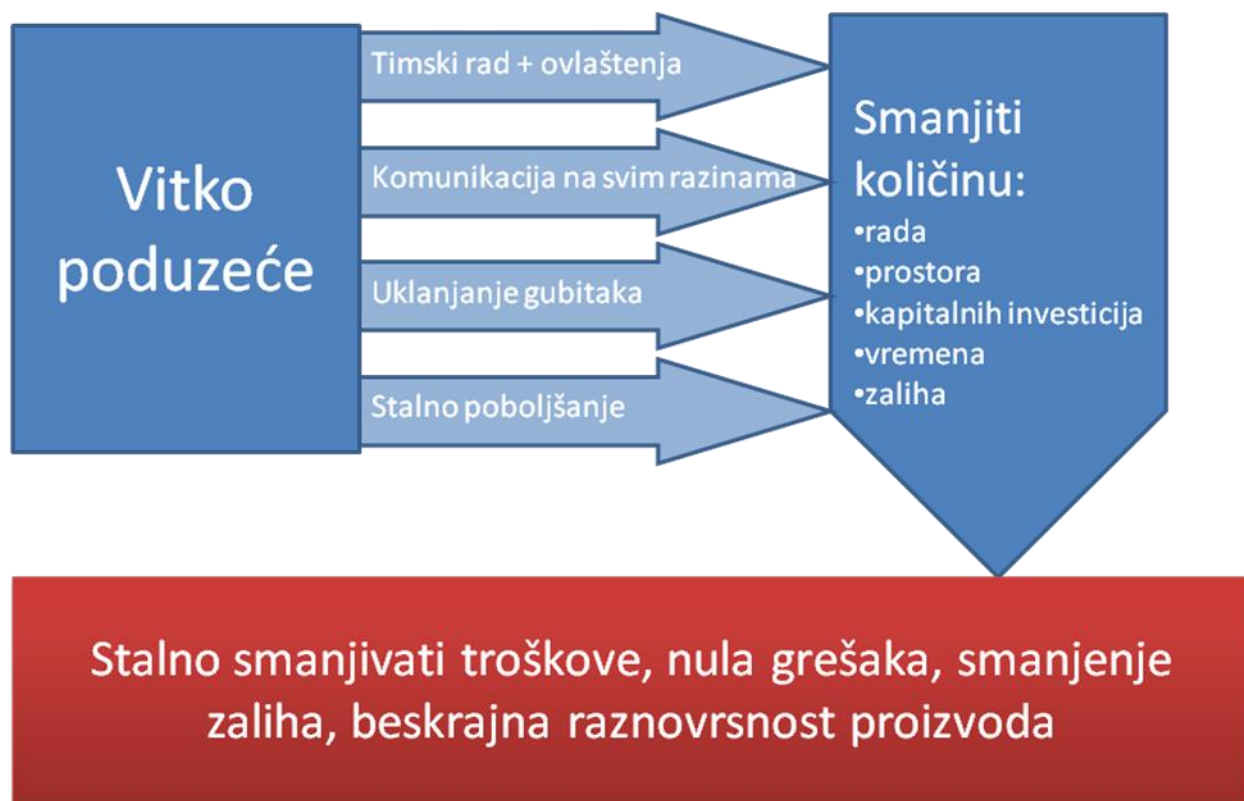 Vitko
poduzeće
Timski rad + ovlaštenja
Komunikacija na svim razinama
Uklanjanje gubitaka
Stalno poboljšanje
Smanjiti
količinu:
•rada
•prostora
•kapitalnih investicija
•vremena
•zaliha
Stalno smanjivati troškove, nula grešaka, smanjenje
zaliha, beskrajna raznovrsnost proizvoda